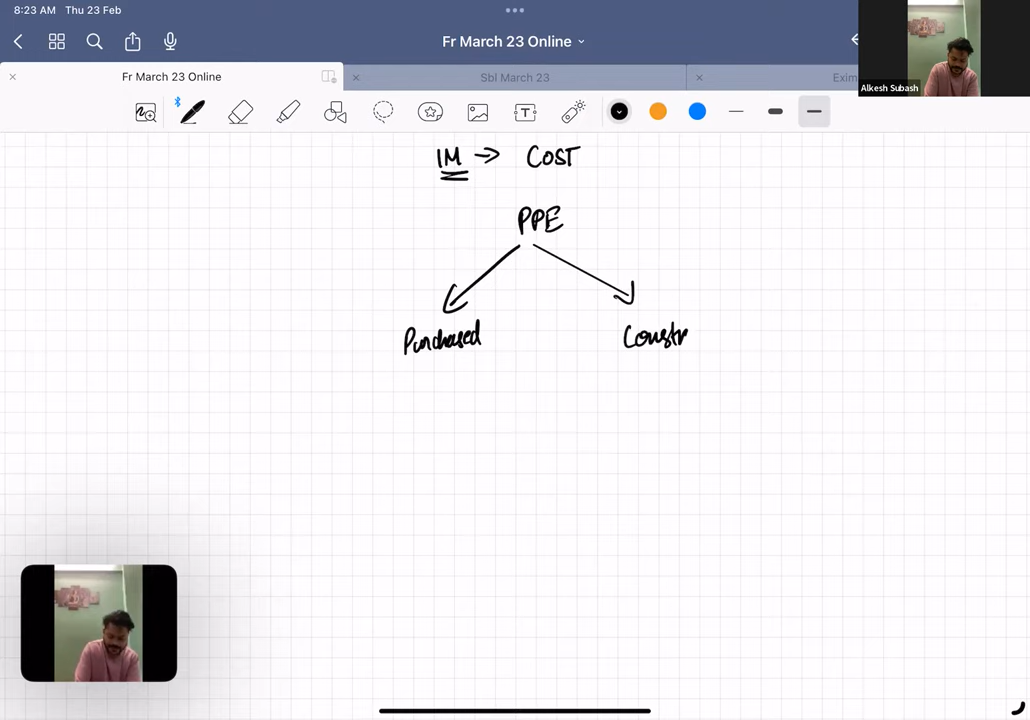 8:23 AM Thu 23 Feb
Fr March 23 Online
Alkesh Subash
Fr March 23 Online
Sbl March 23
Exim
IM → COST
PPE
Purchased
Constr